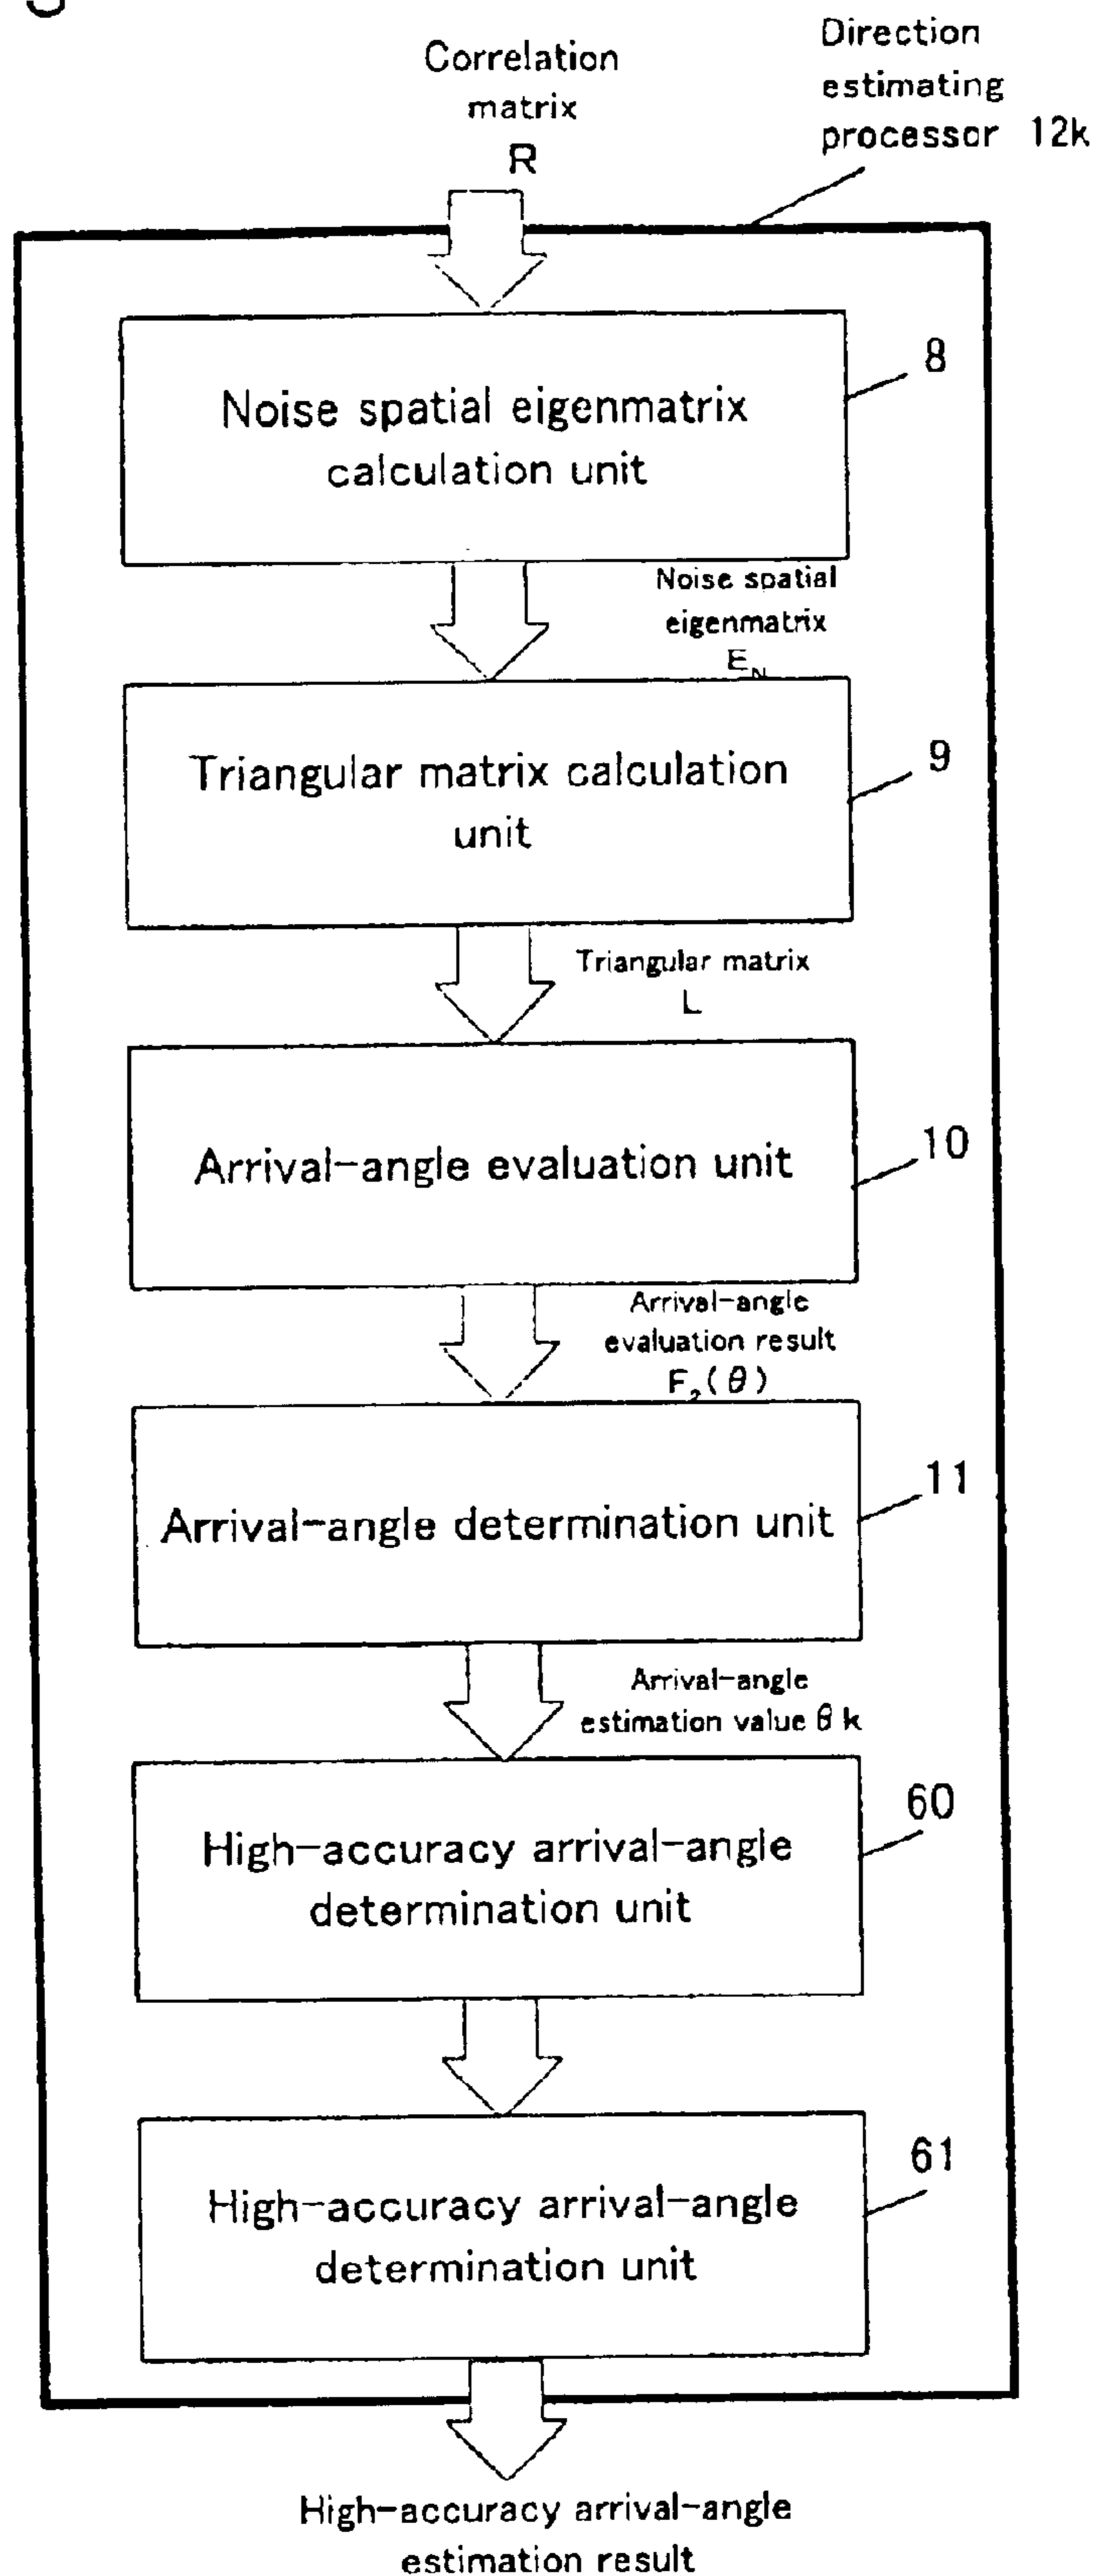 Correlation
matrix
R
Direction
estimating
processor 12k
Noise spatial eigenmatrix
calculation unit
8
Noise spatial
eigenmatrix
E_N
Triangular matrix calculation
unit
9
Triangular matrix
L
Arrival-angle evaluation unit
10
Arrival-angle
evaluation result
F₂(θ)
Arrival-angle determination unit
11
Arrival-angle
estimation value θk
High-accuracy arrival-angle
determination unit
60
High-accuracy arrival-angle
determination unit
61
High-accuracy arrival-angle
estimation result